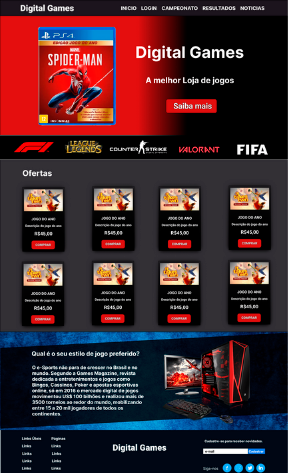 Digital Games
INICIO LOGIN CAMPEONATO RESULTADOS NOTICIAS
PS4
EDIÇÃO JOGO DO ANO
MARVEL
SPIDER-MAN
Digital Games
A melhor Loja de jogos
Saiba mais
F1
LEAGUE OF LEGENDS
COUNTER STRIKE
VALORANT
FIFA
Ofertas
JOGO DO ANO JOGO DO ANO JOGO DO ANO JOGO DO ANO
Descrição do jogo do ano Descrição do jogo do ano Descrição do jogo do ano Descrição do jogo do ano
R$45,00 R$45,00 R$45,00 R$45,00
COMPRAR COMPRAR COMPRAR COMPRAR
JOGO DO ANO JOGO DO ANO JOGO DO ANO JOGO DO ANO
Descrição do jogo do ano Descrição do jogo do ano Descrição do jogo do ano Descrição do jogo do ano
R$45,00 R$45,00 R$45,00 R$45,00
COMPRAR COMPRAR COMPRAR COMPRAR
Qual é o seu estilo de jogo preferido?
O e-Sports não para de crescer no Brasil e no
mundo. Segundo a Games Magazine, revista
dedicada a entretenimentos e jogos como
Bingos, Cassinos, Poker e apostas esportivas
online, só em 2016 o mercado digital de jogos
movimentou US$ 100 bilhões e realizou mais de
3500 torneios ao redor do mundo, mobilizando
entre 15 a 20 mil jogadores de todos os
continentes.
Links Úteis Páginas
Links Links
Links Links
Links Links
Links Links
Digital Games
Cadastre-se para receber novidades
e-mail
Cadastrar
Siga-nos